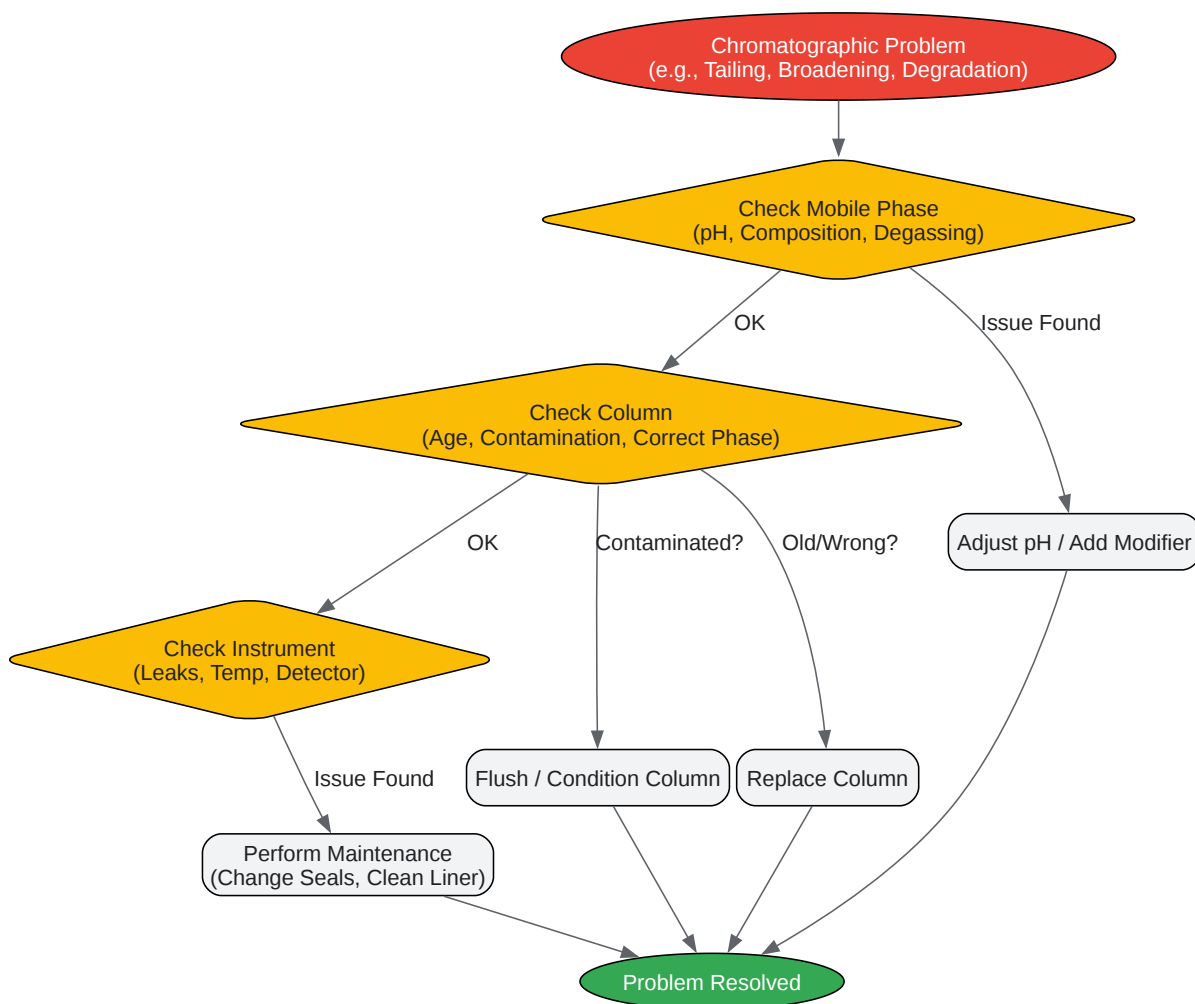 Chromatographic Problem
(e.g., Tailing, Broadening, Degradation)
Check Mobile Phase
(pH, Composition, Degassing)
OK
Issue Found
Check Column
(Age, Contamination, Correct Phase)
OK
Contaminated?
Old/Wrong?
Adjust pH / Add Modifier
Check Instrument
(Leaks, Temp, Detector)
Issue Found
Flush / Condition Column
Replace Column
Perform Maintenance
(Change Seals, Clean Liner)
Problem Resolved